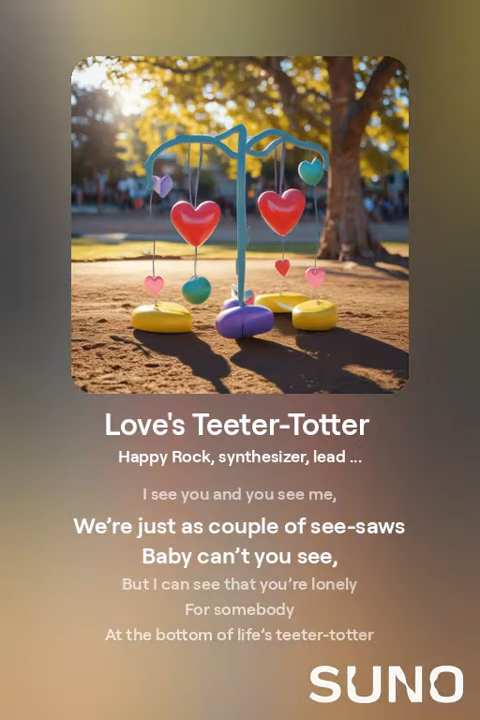 Love's Teeter-Totter
Happy Rock, synthesizer, lead ...
I see you and you see me,
We’re just as couple of see-saws
Baby can’t you see,
But I can see that you’re lonely
For somebody
At the bottom of life’s teeter-totter
SUNO